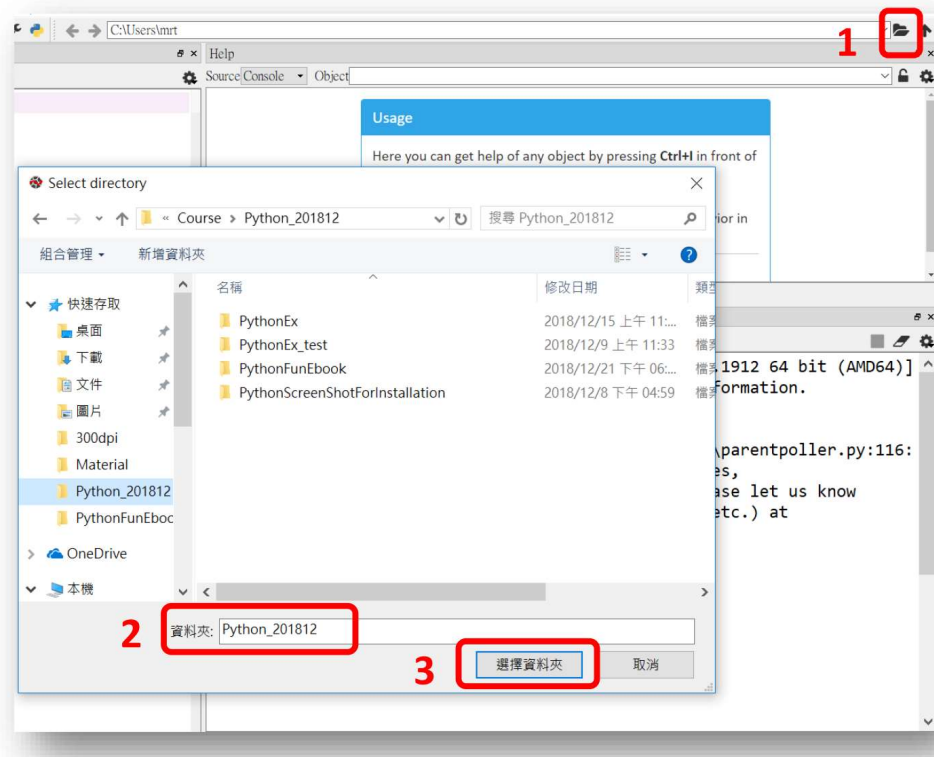 C:\Users\mrt
1
Help
Source Console Object
Usage
Here you can get help of any object by pressing Ctrl+I in front of
Select directory
« Course > Python_201812
搜尋 Python_201812
ior in
組合管理
新增資料夾
名稱
修改日期
快速存取
桌面
下載
文件
圖片
300dpi
Material
Python_201812
PythonFunEboc
OneDrive
本機
PythonEx
2018/12/15 上午 11:...
PythonEx_test
2018/12/9 上午 11:33
PythonFunEbook
2018/12/21 下午 06:...
PythonScreenShotForInstallation
2018/12/8 下午 04:59
.1912 64 bit (AMD64)]
formation.
\parentpoller.py:116:
es,
ase let us know
etc.) at
2
資料夾: Python_201812
3
選擇資料夾
取消